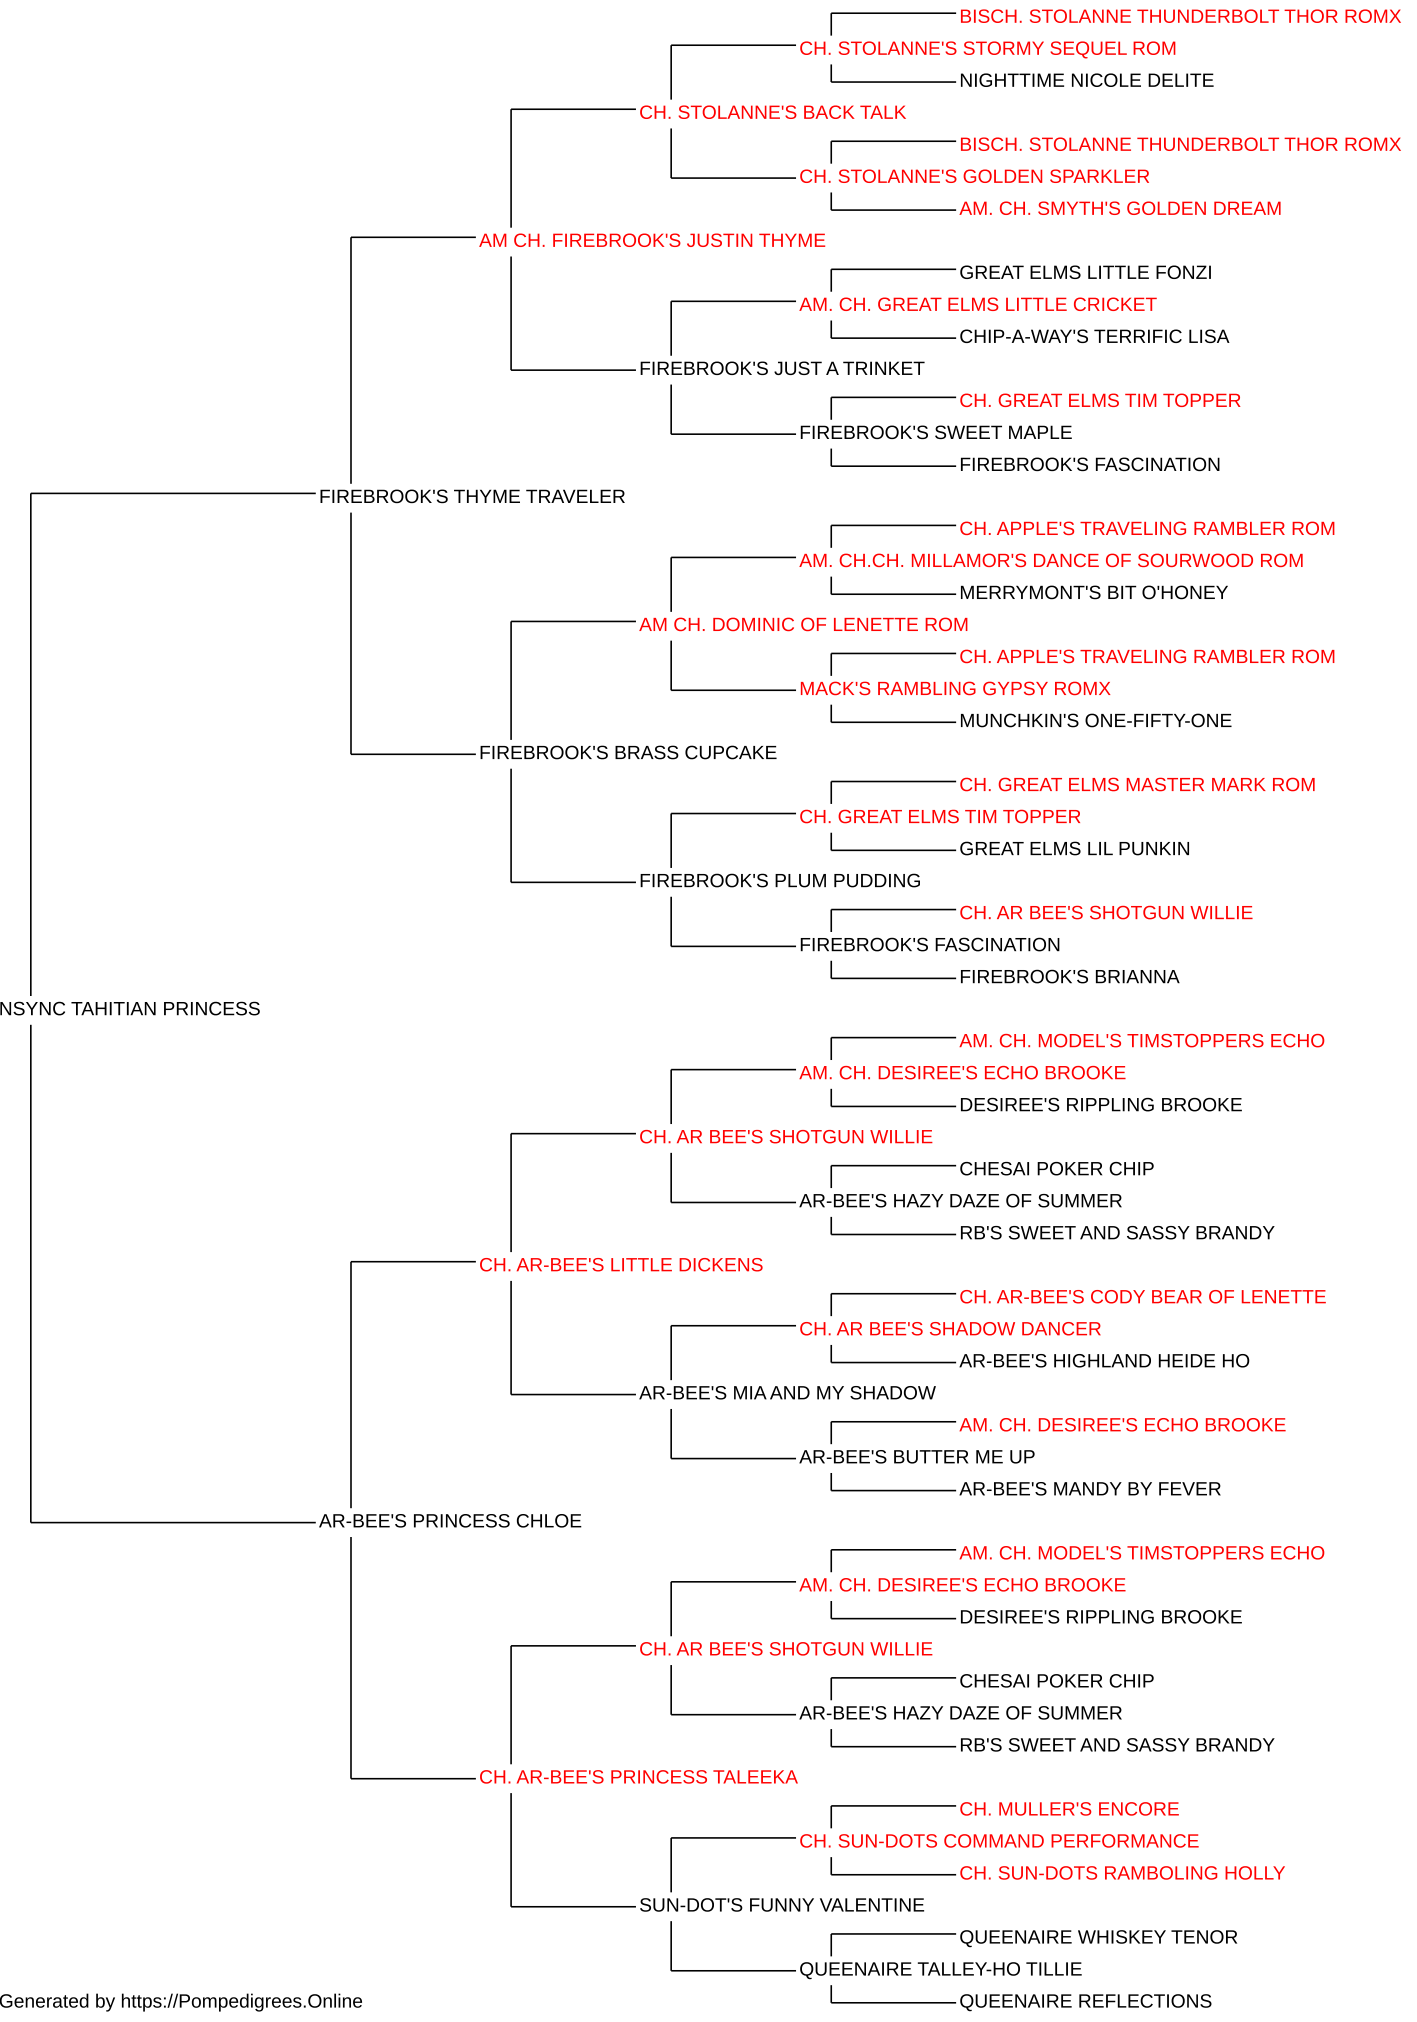 BISCH. STOLANNE THUNDERBOLT THOR ROMX
CH. STOLANNE'S STORMY SEQUEL ROM
NIGHTTIME NICOLE DELITE
CH. STOLANNE'S BACK TALK
BISCH. STOLANNE THUNDERBOLT THOR ROMX
CH. STOLANNE'S GOLDEN SPARKLER
AM. CH. SMYTH'S GOLDEN DREAM
AM CH. FIREBROOK'S JUSTIN THYME
GREAT ELMS LITTLE FONZI
AM. CH. GREAT ELMS LITTLE CRICKET
CHIP-A-WAY'S TERRIFIC LISA
FIREBROOK'S JUST A TRINKET
CH. GREAT ELMS TIM TOPPER
FIREBROOK'S SWEET MAPLE
FIREBROOK'S FASCINATION
FIREBROOK'S THYME TRAVELER
CH. APPLE'S TRAVELING RAMBLER ROM
AM. CH.CH. MILLAMOR'S DANCE OF SOURWOOD ROM
MERRYMONT'S BIT O'HONEY
AM CH. DOMINIC OF LENETTE ROM
CH. APPLE'S TRAVELING RAMBLER ROM
MACK'S RAMBLING GYPSY ROMX
MUNCHKIN'S ONE-FIFTY-ONE
FIREBROOK'S BRASS CUPCAKE
CH. GREAT ELMS MASTER MARK ROM
CH. GREAT ELMS TIM TOPPER
GREAT ELMS LIL PUNKIN
FIREBROOK'S PLUM PUDDING
CH. AR BEE'S SHOTGUN WILLIE
FIREBROOK'S FASCINATION
FIREBROOK'S BRIANNA
NSYNC TAHITIAN PRINCESS
AM. CH. MODEL'S TIMSTOPPERS ECHO
AM. CH. DESIREE'S ECHO BROOKE
DESIREE'S RIPPLING BROOKE
CH. AR BEE'S SHOTGUN WILLIE
CHESAI POKER CHIP
AR-BEE'S HAZY DAZE OF SUMMER
RB'S SWEET AND SASSY BRANDY
CH. AR-BEE'S LITTLE DICKENS
CH. AR-BEE'S CODY BEAR OF LENETTE
CH. AR BEE'S SHADOW DANCER
AR-BEE'S HIGHLAND HEIDE HO
AR-BEE'S MIA AND MY SHADOW
AM. CH. DESIREE'S ECHO BROOKE
AR-BEE'S BUTTER ME UP
AR-BEE'S MANDY BY FEVER
AR-BEE'S PRINCESS CHLOE
AM. CH. MODEL'S TIMSTOPPERS ECHO
AM. CH. DESIREE'S ECHO BROOKE
DESIREE'S RIPPLING BROOKE
CH. AR BEE'S SHOTGUN WILLIE
CHESAI POKER CHIP
AR-BEE'S HAZY DAZE OF SUMMER
RB'S SWEET AND SASSY BRANDY
CH. AR-BEE'S PRINCESS TALEEKA
CH. MULLER'S ENCORE
CH. SUN-DOTS COMMAND PERFORMANCE
CH. SUN-DOTS RAMBOLING HOLLY
SUN-DOT'S FUNNY VALENTINE
QUEENAIRE WHISKEY TENOR
QUEENAIRE TALLEY-HO TILLIE
QUEENAIRE REFLECTIONS
Generated by https://Pompedigrees.Online